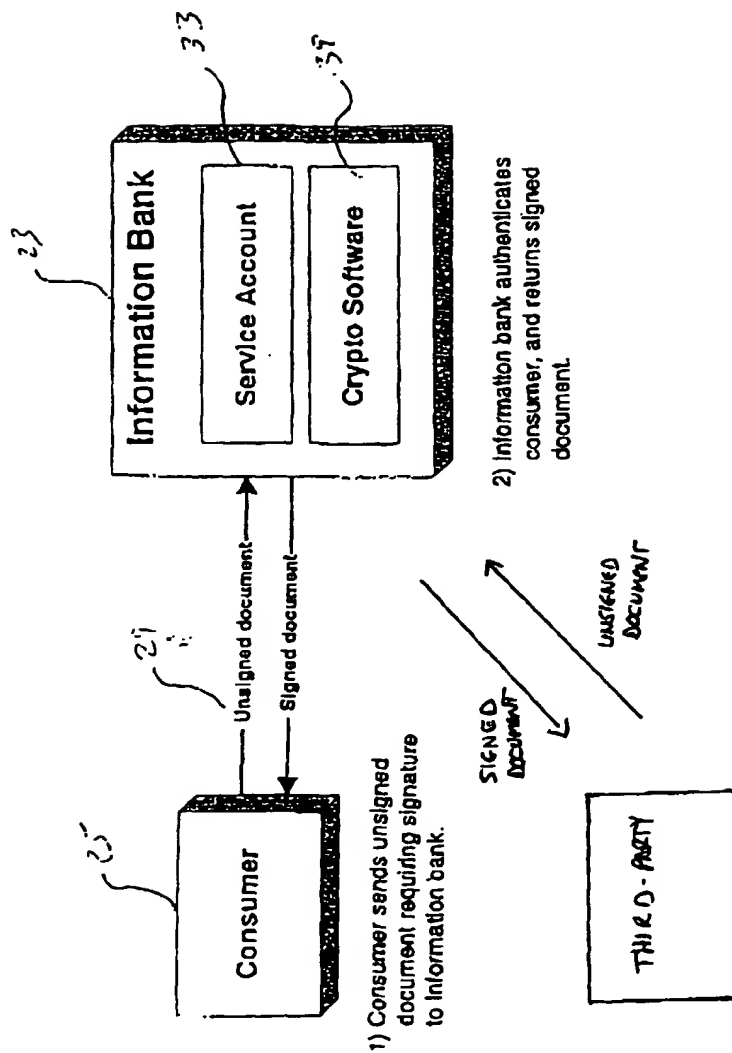 23
Information Bank
33
Service Account
39
Crypto Software
25
Consumer
Unsigned document
Signed document
1) Consumer sends unsigned
document requiring signature
to Information bank.
2) Information bank authenticates
consumer, and returns signed
document.
SIGNED
DOCUMENT
UNSIGNED
DOCUMENT
THIRD-PARTY